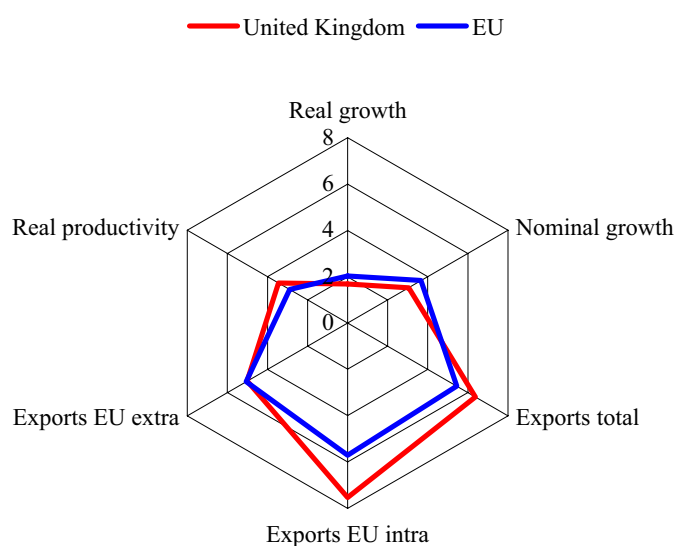 United Kingdom EU
Real growth
8
Real productivity
6
Nominal growth
4
2
0
Exports EU extra
Exports total
Exports EU intra